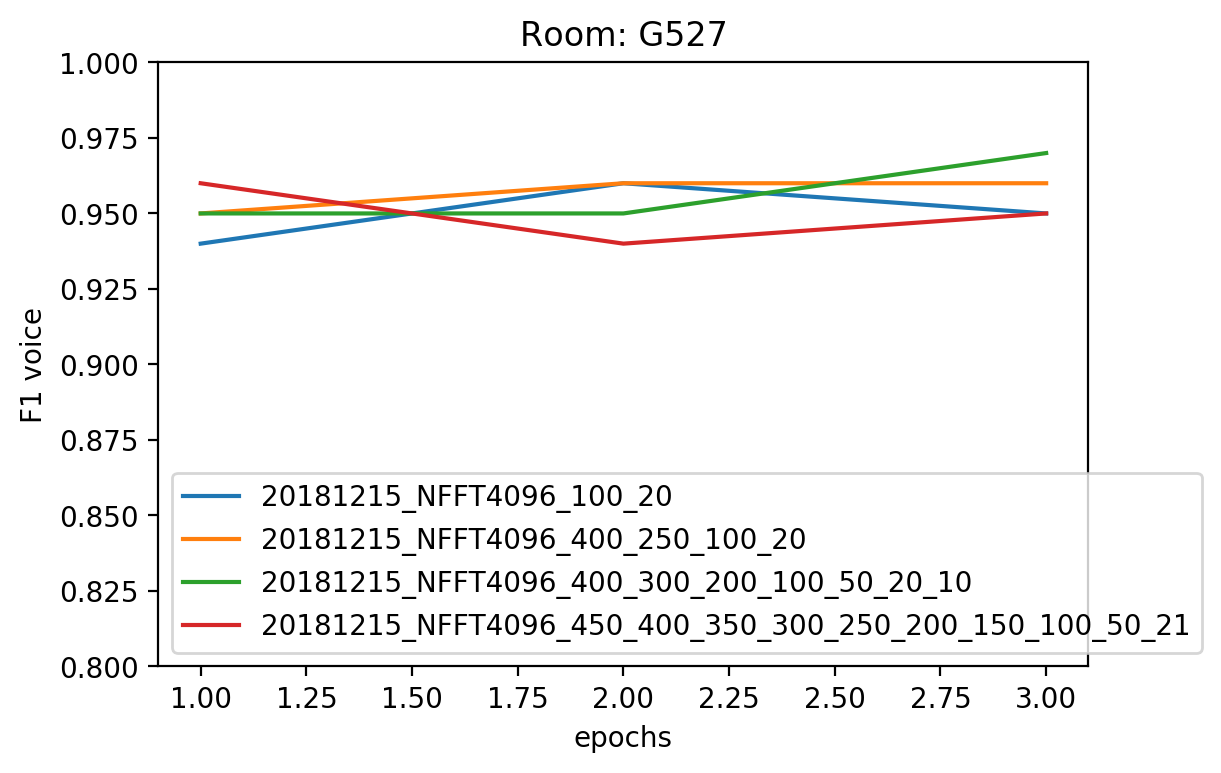 Room: G527
1.000
0.975
0.950
0.925
0.900
0.875
0.850
0.825
0.800
F1 voice
20181215_NFFT4096_100_20
20181215_NFFT4096_400_250_100_20
20181215_NFFT4096_400_300_200_100_50_20_10
20181215_NFFT4096_450_400_350_300_250_200_150_100_50_21
1.00 1.25 1.50 1.75 2.00 2.25 2.50 2.75 3.00
epochs